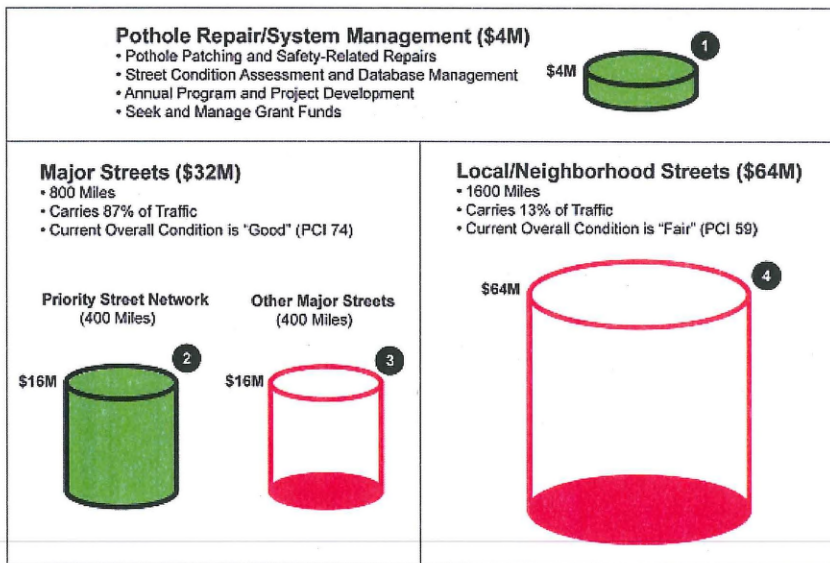 Pothole Repair/System Management ($4M)
• Pothole Patching and Safety-Related Repairs
• Street Condition Assessment and Database Management
• Annual Program and Project Development
• Seek and Manage Grant Funds
$4M
1
Major Streets ($32M)
• 800 Miles
• Carries 87% of Traffic
• Current Overall Condition is "Good" (PCI 74)
Priority Street Network
(400 Miles)
$16M
2
Other Major Streets
(400 Miles)
$16M
3
Local/Neighborhood Streets ($64M)
• 1600 Miles
• Carries 13% of Traffic
• Current Overall Condition is "Fair" (PCI 59)
$64M
4